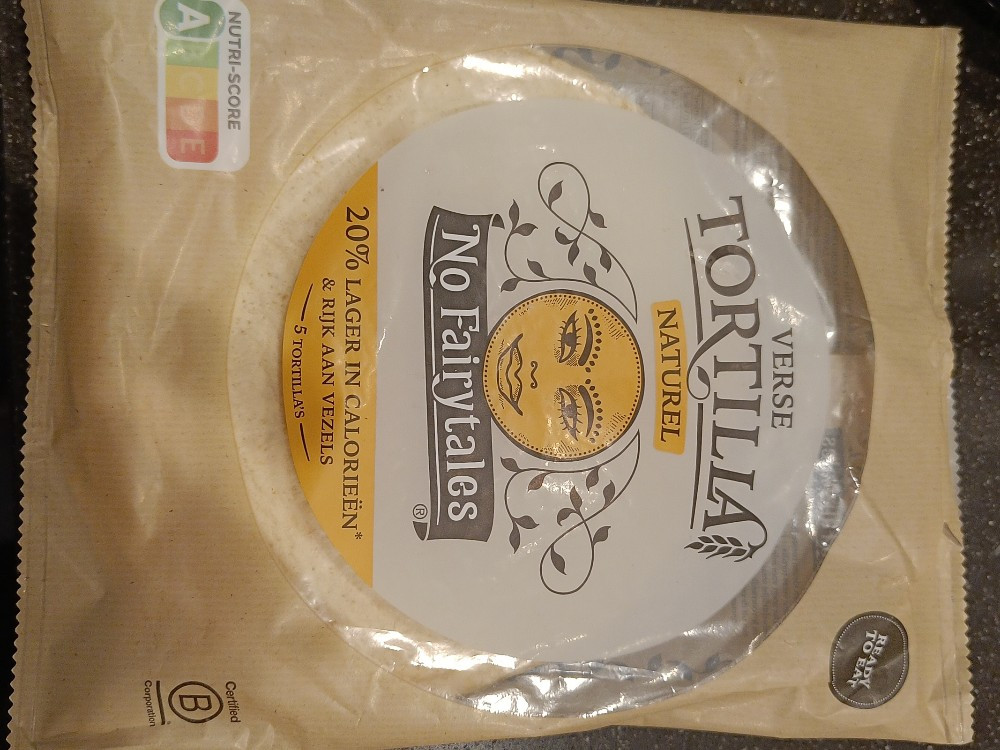 READY
TO EAT
VERSE
TORTILLA
NATUREL
No Fairytales
®
20% LAGER IN CALORIEËN*
& RIJK AAN VEZELS
5 TORTILLA'S
NUTRI-SCORE
A
E
Certified
B
Corporation